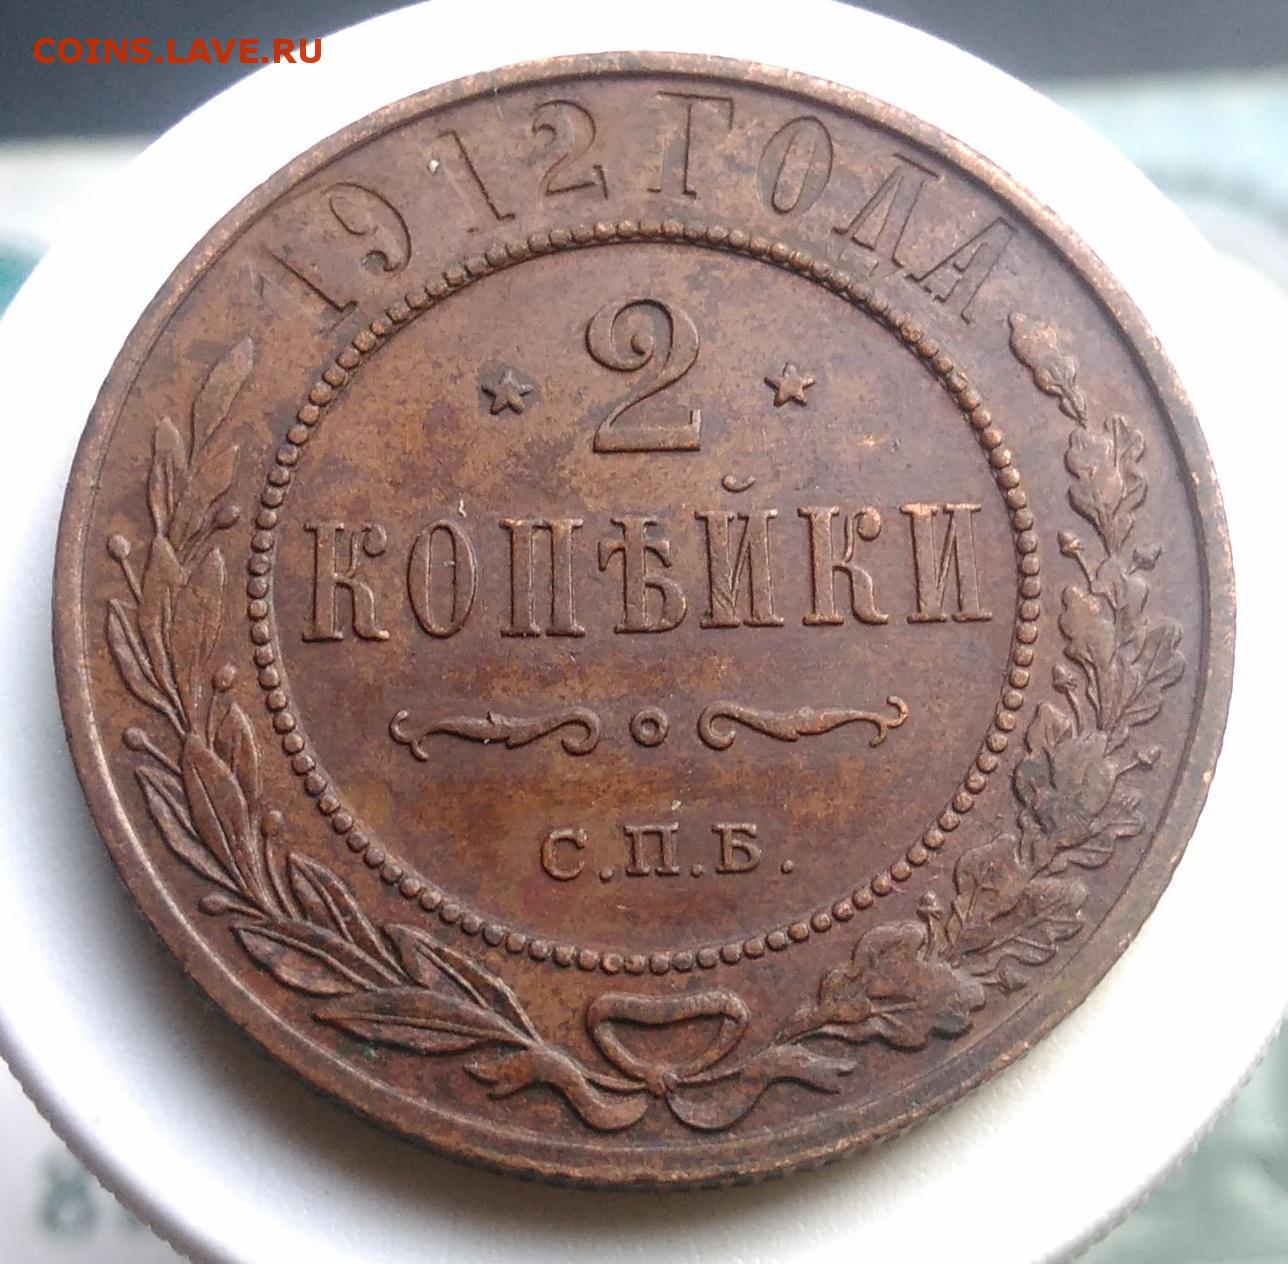 COINS.LAVE.RU
1912 ГОДА
2
КОПѢЙКИ
С.П.Б.